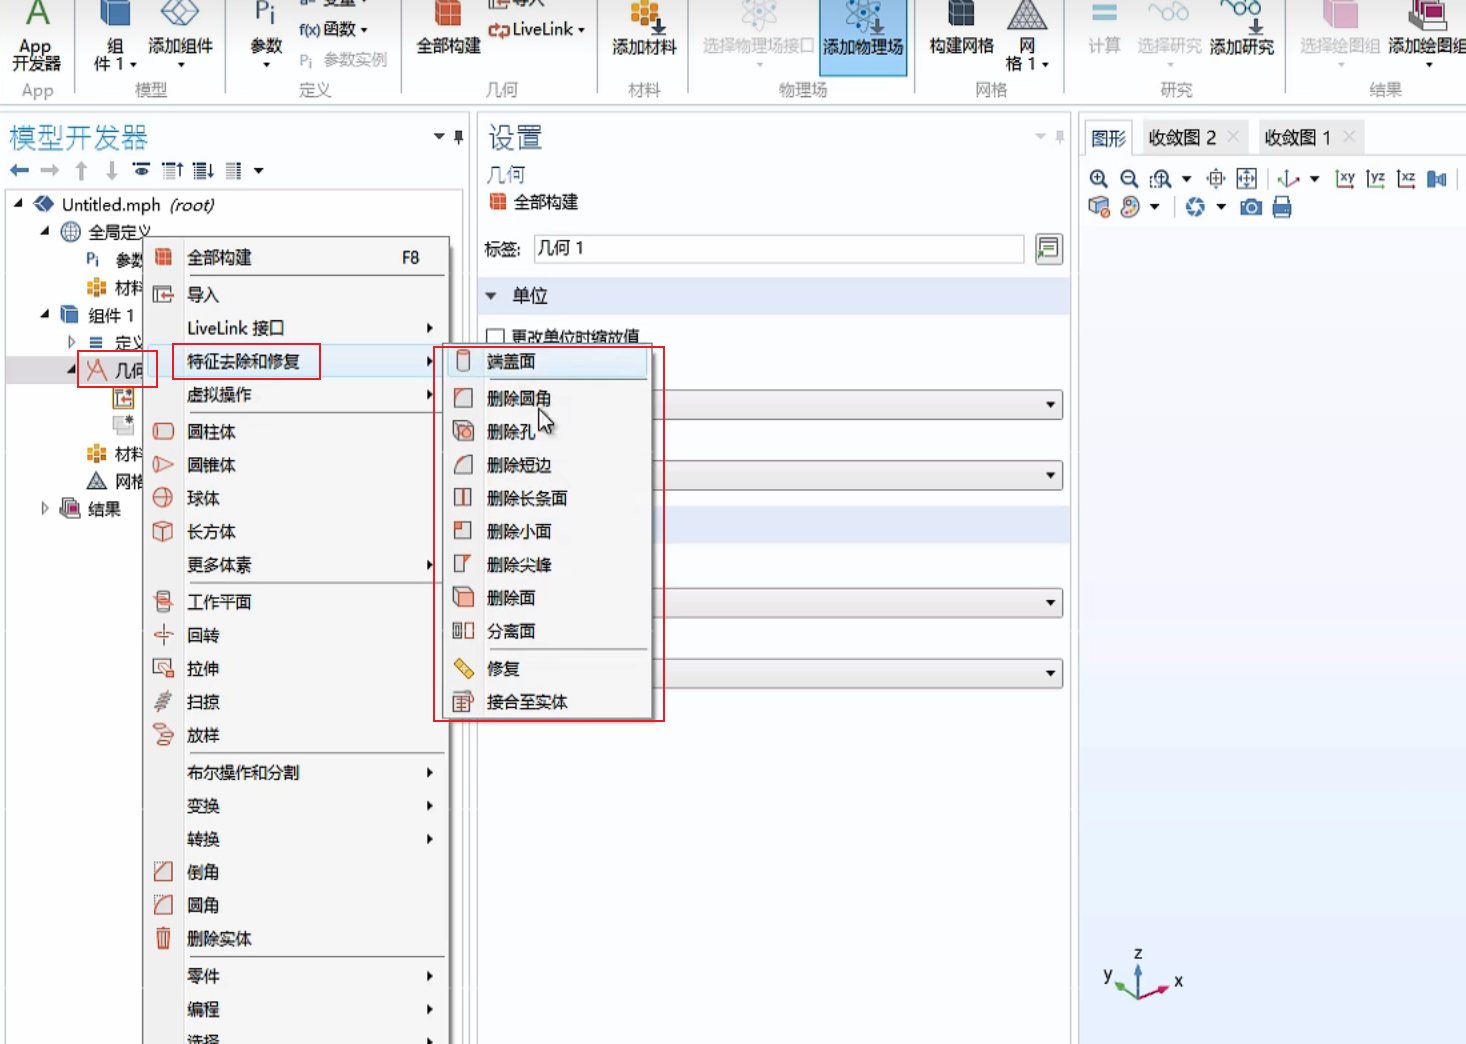 App
开发器
组
件 1
添加组件
参数
a= 变量
f(x) 函数
Pi 参数实例
全部构建
导入
LiveLink
添加材料
选择物理场接口
添加物理场
构建网格
网
格 1
计算
选择研究
添加研究
选择绘图组
添加绘图组
App
模型
定义
几何
材料
物理场
网格
研究
结果
模型开发器
Untitled.mph (root)
全局定义
Pi 参数
材料
组件 1
定义
几何
材料
网格
结果
全部构建 F8
导入
LiveLink 接口
特征去除和修复
虚拟操作
圆柱体
圆锥体
球体
长方体
更多体素
工作平面
回转
拉伸
扫掠
放样
布尔操作和分割
变换
转换
倒角
圆角
删除实体
零件
编程
选择
端盖面
删除圆角
删除孔
删除短边
删除长条面
删除小面
删除尖峰
删除面
分离面
修复
接合至实体
设置
几何
全部构建
标签: 几何 1
单位
更改单位时缩放值
图形
收敛图 2
收敛图 1
xy
yz
xz
z
y
x